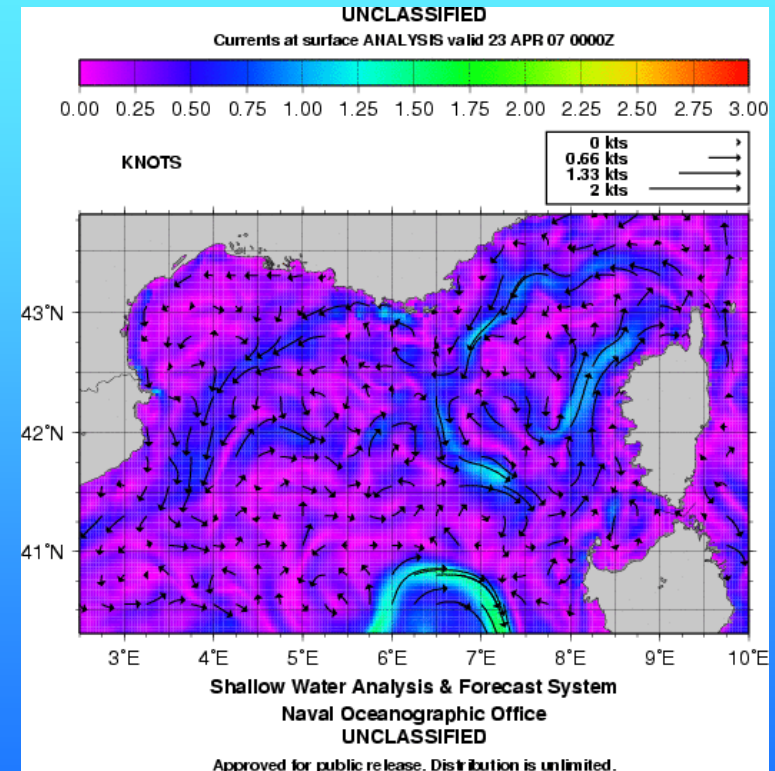 UNCLASSIFIED
Currents at surface ANALYSIS valid 23 APR 07 0000Z
0.00 0.25 0.50 0.75 1.00 1.25 1.50 1.75 2.00 2.25 2.50 2.75 3.00
KNOTS
0 kts
0.66 kts
1.33 kts
2 kts
43°N
42°N
41°N
3°E 4°E 5°E 6°E 7°E 8°E 9°E 10°E
Shallow Water Analysis & Forecast System
Naval Oceanographic Office
UNCLASSIFIED
Approved for public release. Distribution is unlimited.